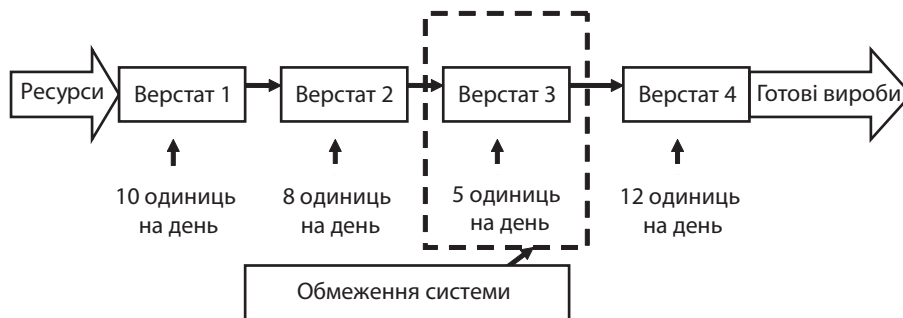 Ресурси
Верстат 1
Верстат 2
Верстат 3
Верстат 4
Готові вироби
10 одиниць
на день
8 одиниць
на день
5 одиниць
на день
12 одиниць
на день
Обмеження системи